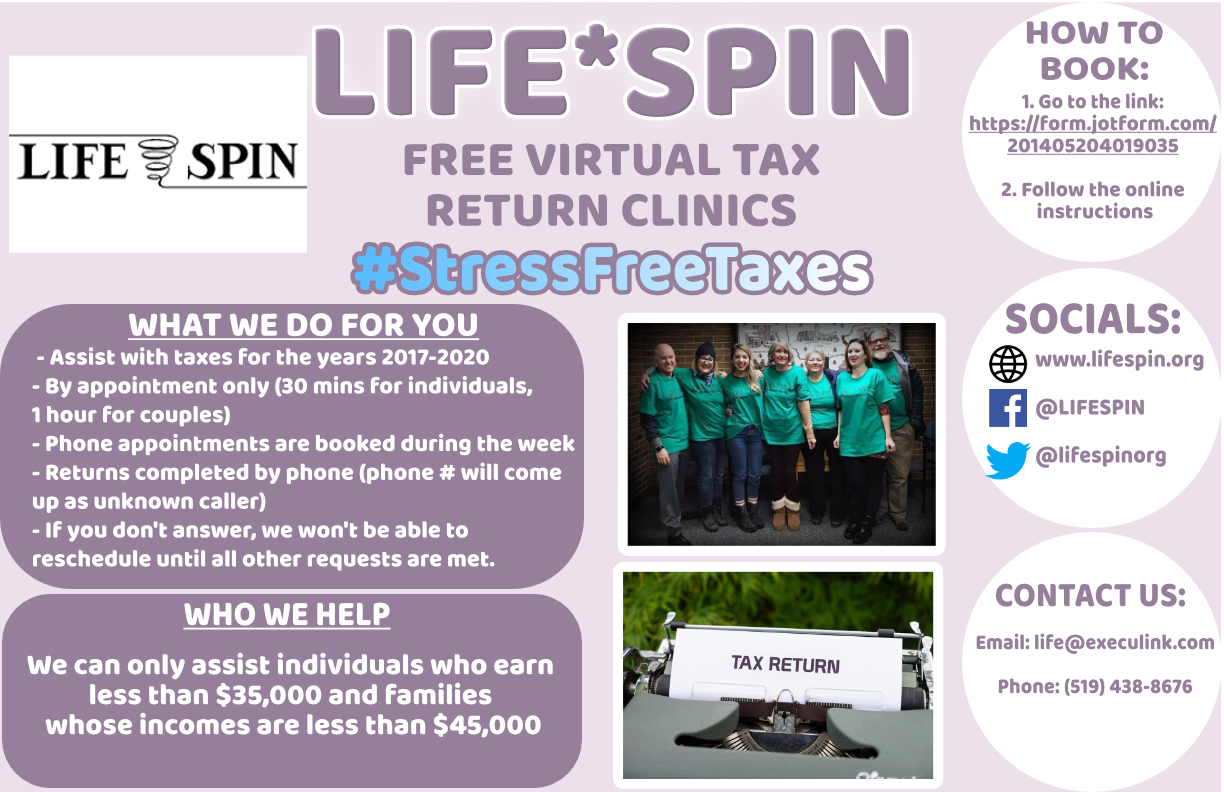 LIFE*SPIN
LIFE SPIN
FREE VIRTUAL TAX
RETURN CLINICS
#StressFreeTaxes
HOW TO
BOOK:
1. Go to the link:
https://form.jotform.com/
201405204019035
2. Follow the online
instructions
WHAT WE DO FOR YOU
- Assist with taxes for the years 2017-2020
- By appointment only (30 mins for individuals,
1 hour for couples)
- Phone appointments are booked during the week
- Returns completed by phone (phone # will come
up as unknown caller)
- If you don't answer, we won't be able to
reschedule until all other requests are met.
WHO WE HELP
We can only assist individuals who earn
less than $35,000 and families
whose incomes are less than $45,000
TAX RETURN
SOCIALS:
www.lifespin.org
@LIFESPIN
@lifespinorg
CONTACT US:
Email: life@execulink.com
Phone: (519) 438-8676